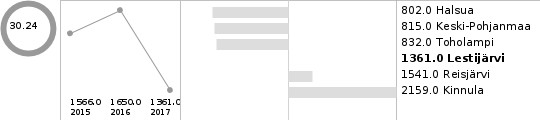 30.24
1566.0 1650.0 1361.0
2015 2016 2017
802.0 Halsua
815.0 Keski-Pohjanmaa
832.0 Toholampi
1361.0 Lestijärvi
1541.0 Reisjärvi
2159.0 Kinnula